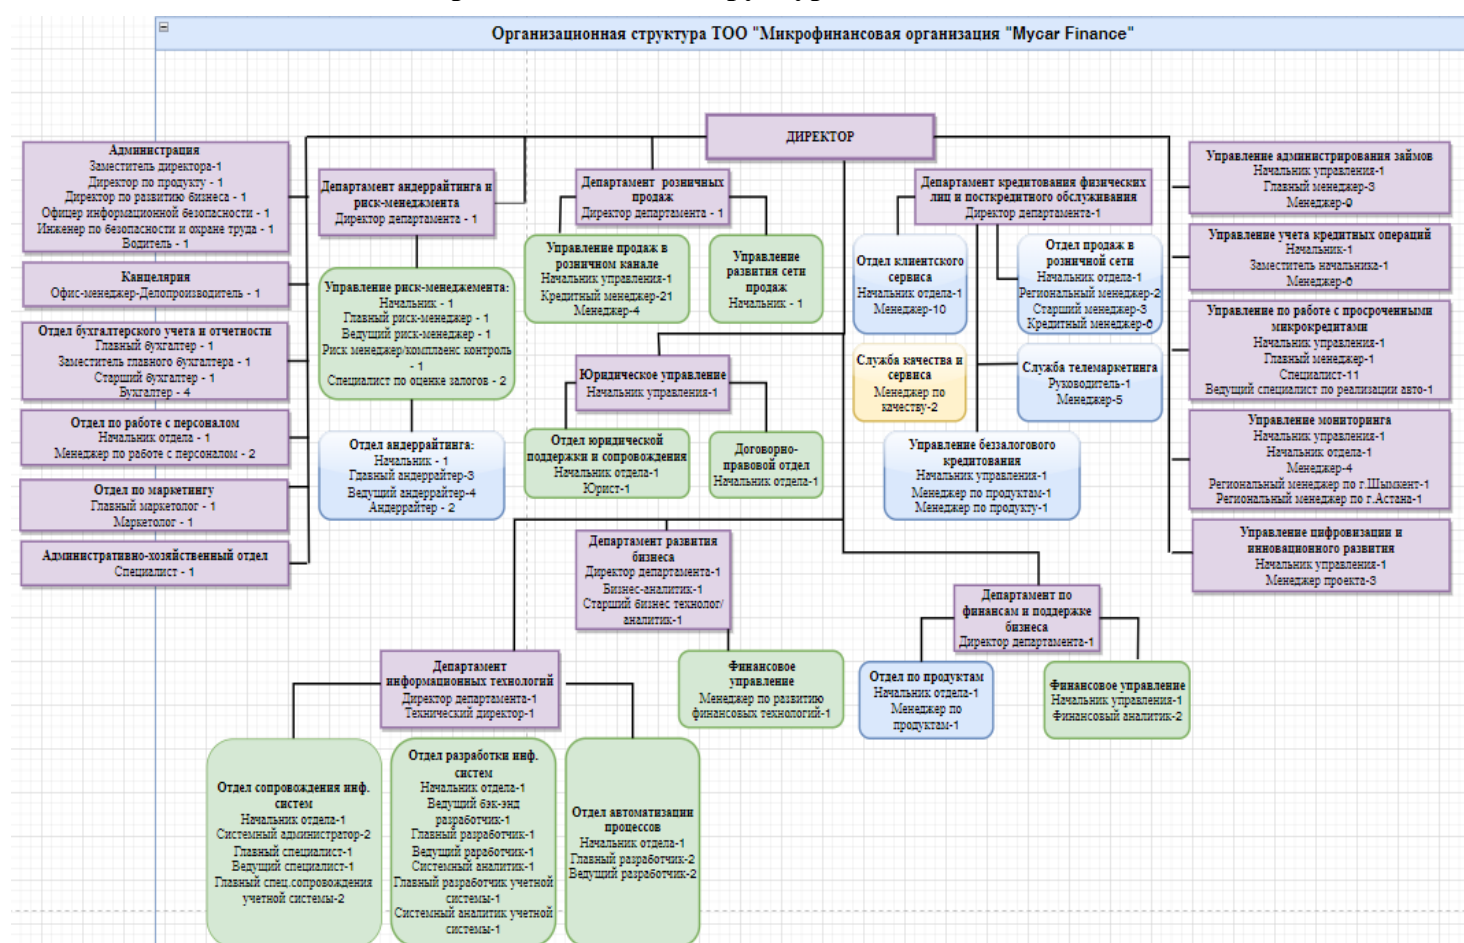 Организационная структура ТОО "Микрофинансовая организация "Mycar Finance"
ДИРЕКТОР
Администрация
Заместитель директора-1
Директор по продукту - 1
Директор по развитию бизнеса - 1
Офицер информационной безопасности - 1
Инженер по безопасности и охране труда - 1
Водитель - 1
Канцелярия
Офис-менеджер-Делопроизводитель - 1
Отдел бухгалтерского учета и отчетности
Главный бухгалтер - 1
Заместитель главного бухгалтера - 1
Старший бухгалтер - 1
Бухгалтер - 4
Отдел по работе с персоналом
Начальник отдела - 1
Менеджер по работе с персоналом - 2
Отдел по маркетингу
Главный маркетолог - 1
Маркетолог - 1
Административно-хозяйственный отдел
Специалист - 1
Департамент андеррайтинга и
риск-менеджмента
Директор департамента - 1
Управление риск-менеджемента:
Начальник - 1
Главный риск-менеджер - 1
Ведущий риск-менеджер - 1
Риск менеджер/комплаенс контроль
- 1
Специалист по оценке залогов - 2
Отдел андеррайтинга:
Начальник - 1
Главный андеррайтер-3
Ведущий андеррайтер-4
Андеррайтер - 2
Департамент розничных
продаж
Директор департамента - 1
Управление продаж в
розничном канале
Начальник управления-1
Кредитный менеджер-21
Менеджер-4
Управление
развития сети
продаж
Начальник - 1
Юридическое управление
Начальник управления-1
Отдел юридической
поддержки и сопровождения
Начальник отдела-1
Юрист-1
Договорно-
правовой отдел
Начальник отдела-1
Департамент кредитования физических
лиц и посткредитного обслуживания
Директор департамента-1
Отдел клиентского
сервиса
Начальник отдела-1
Менеджер-10
Отдел продаж в
розничной сети
Начальник отдела-1
Региональный менеджер-2
Старший менеджер-3
Кредитный менеджер-6
Служба качества и
сервиса
Менеджер по
качеству-2
Служба телемаркетинга
Руководитель-1
Менеджер-5
Управление беззалогового
кредитования
Начальник управления-1
Менеджер по продуктам-1
Менеджер по продукту-1
Управление администрирования займов
Начальник управления-1
Главный менеджер-3
Менеджер-9
Управление учета кредитных операций
Начальник-1
Заместитель начальника-1
Менеджер-6
Управление по работе с просроченными
микрокредитами
Начальник управления-1
Главный менеджер-1
Специалист-11
Ведущий специалист по реализации авто-1
Управление мониторинга
Начальник управления-1
Начальник отдела-1
Менеджер-4
Региональный менеджер по г.Шымкент-1
Региональный менеджер по г.Астана-1
Управление цифровизации и
инновационного развития
Начальник управления-1
Менеджер проекта-3
Департамент развития
бизнеса
Директор департамента-1
Бизнес-аналитик-1
Старший бизнес технолог/
аналитик-1
Финансовое
управление
Менеджер по развитию
финансовых технологий-1
Департамент по
финансам и поддержке
бизнеса
Директор департамента-1
Отдел по продуктам
Начальник отдела-1
Менеджер по
продуктам-1
Финансовое управление
Начальник управления-1
Финансовый аналитик-2
Департамент
информационных технологий
Директор департамента-1
Технический директор-1
Отдел сопровождения инф.
систем
Начальник отдела-1
Системный администратор-2
Главный специалист-1
Ведущий специалист-1
Главный спец.сопровождения
учетной системы-2
Отдел разработки инф.
систем
Начальник отдела-1
Ведущий бэк-энд
разработчик-1
Главный разработчик-1
Ведущий раработчик-1
Системный аналитик-1
Главный разработчик учетной
системы-1
Системный аналитик учетной
системы-1
Отдел автоматизации
процессов
Начальник отдела-1
Главный разработчик-2
Ведущий разработчик-2